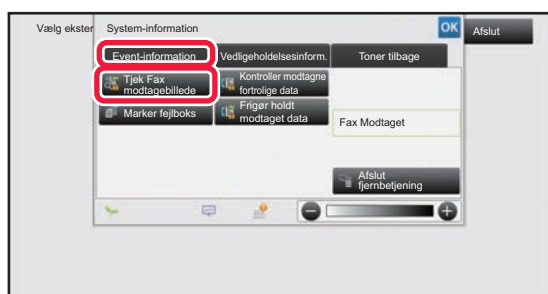 Vælg ekster
System-information
OK
Afslut
Event-information
Vedligeholdelsesinform.
Toner tilbage
Tjek Fax
modtagebillede
Kontroller modtagne
fortrolige data
Marker fejlboks
Frigør holdt
modtaget data
Fax Modtaget
Afslut
fjernbetjening